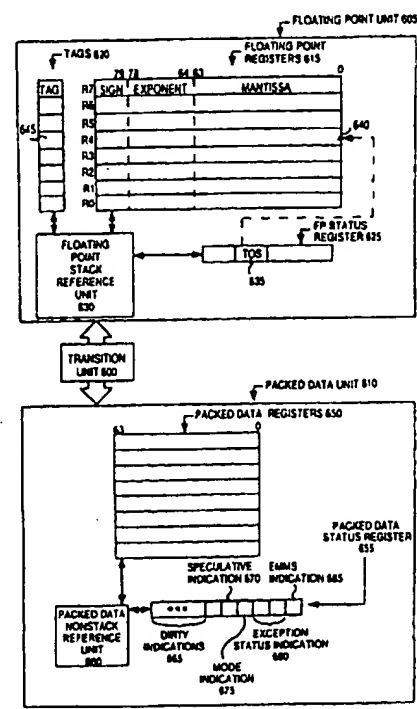 FLOATING POINT UNIT 605
TAGS 620
FLOATING POINT
REGISTERS 615
79 78 64 63 0
TAG R7 SIGN EXPONENT MANTISSA
R6
R5
645 R4 640
R3
R2
R1
R0
FP STATUS
REGISTER 625
FLOATING
POINT
STACK
REFERENCE
UNIT
630
TOS
635
TRANSITION
UNIT 600
PACKED DATA UNIT 610
PACKED DATA REGISTERS 650
63 0
PACKED DATA
STATUS REGISTER
655
SPECULATIVE EMMS
INDICATION 670 INDICATION 685
PACKED DATA
NONSTACK
REFERENCE
UNIT
660
DIRTY
INDICATIONS
665
EXCEPTION
STATUS INDICATION
680
MODE
INDICATION
675